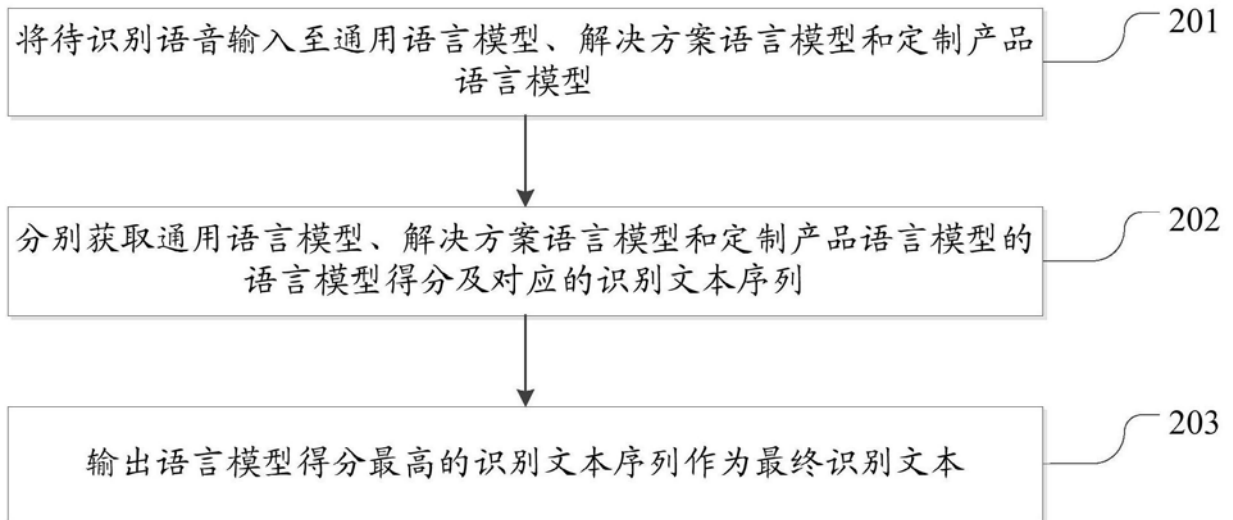 将待识别语音输入至通用语言模型、解决方案语言模型和定制产品
语言模型
201
分别获取通用语言模型、解决方案语言模型和定制产品语言模型的
语言模型得分及对应的识别文本序列
202
输出语言模型得分最高的识别文本序列作为最终识别文本
203